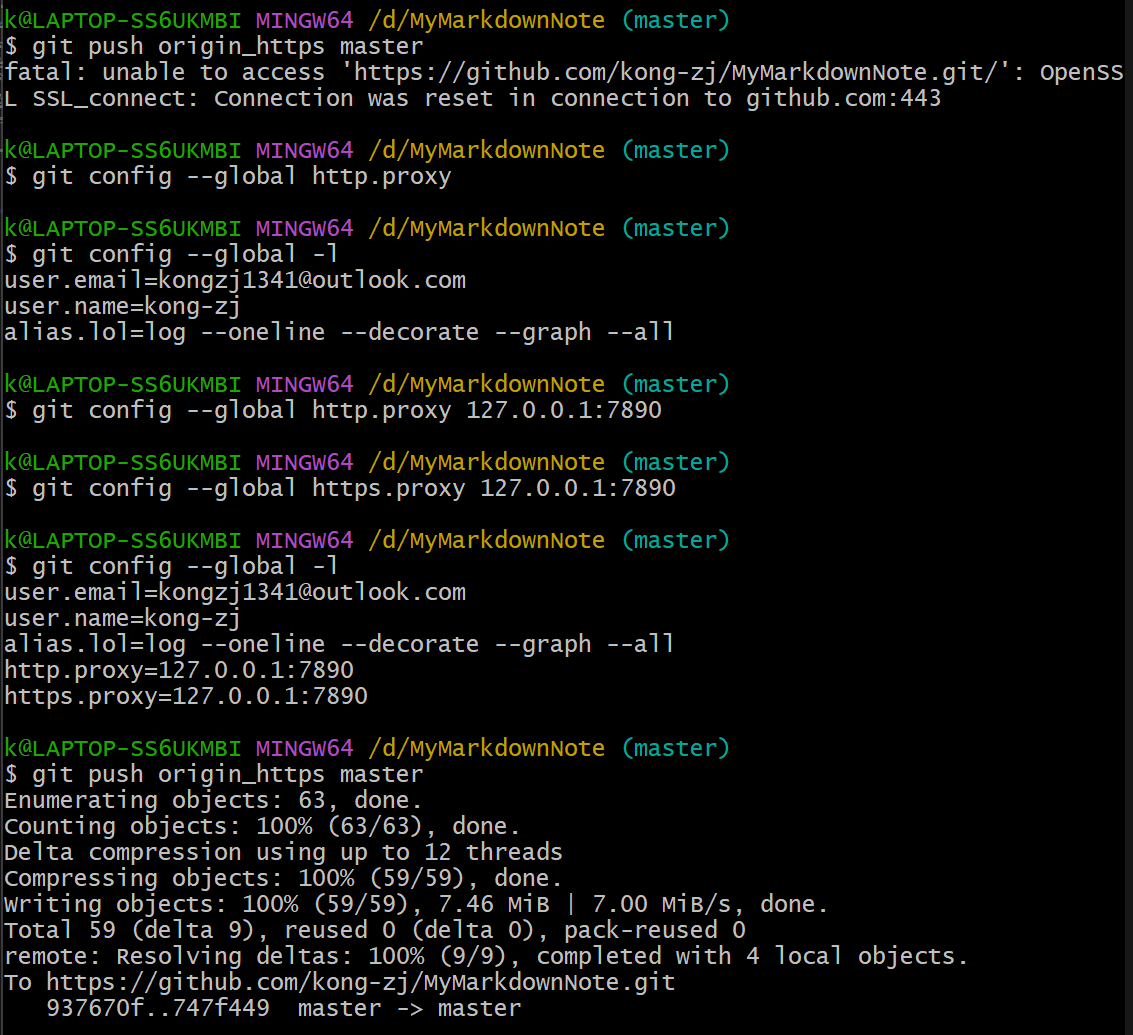 k@LAPTOP-SS6UKMBI MINGW64 /d/MyMarkdownNote (master)
$ git push origin_https master
fatal: unable to access 'https://github.com/kong-zj/MyMarkdownNote.git/': OpenSS
L SSL_connect: Connection was reset in connection to github.com:443
k@LAPTOP-SS6UKMBI MINGW64 /d/MyMarkdownNote (master)
$ git config --global http.proxy
k@LAPTOP-SS6UKMBI MINGW64 /d/MyMarkdownNote (master)
$ git config --global -l
user.email=kongzj1341@outlook.com
user.name=kong-zj
alias.lol=log --oneline --decorate --graph --all
k@LAPTOP-SS6UKMBI MINGW64 /d/MyMarkdownNote (master)
$ git config --global http.proxy 127.0.0.1:7890
k@LAPTOP-SS6UKMBI MINGW64 /d/MyMarkdownNote (master)
$ git config --global https.proxy 127.0.0.1:7890
k@LAPTOP-SS6UKMBI MINGW64 /d/MyMarkdownNote (master)
$ git config --global -l
user.email=kongzj1341@outlook.com
user.name=kong-zj
alias.lol=log --oneline --decorate --graph --all
http.proxy=127.0.0.1:7890
https.proxy=127.0.0.1:7890
k@LAPTOP-SS6UKMBI MINGW64 /d/MyMarkdownNote (master)
$ git push origin_https master
Enumerating objects: 63, done.
Counting objects: 100% (63/63), done.
Delta compression using up to 12 threads
Compressing objects: 100% (59/59), done.
Writing objects: 100% (59/59), 7.46 MiB | 7.00 MiB/s, done.
Total 59 (delta 9), reused 0 (delta 0), pack-reused 0
remote: Resolving deltas: 100% (9/9), completed with 4 local objects.
To https://github.com/kong-zj/MyMarkdownNote.git
   937670f..747f449  master -> master